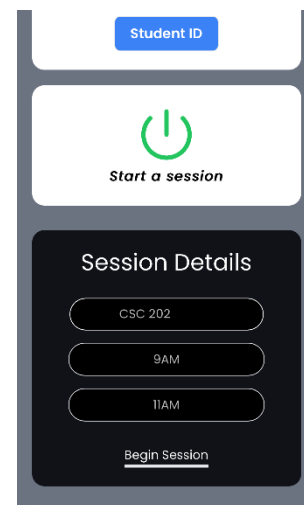 Student ID
Start a session
Session Details
CSC 202
9AM
11AM
Begin Session